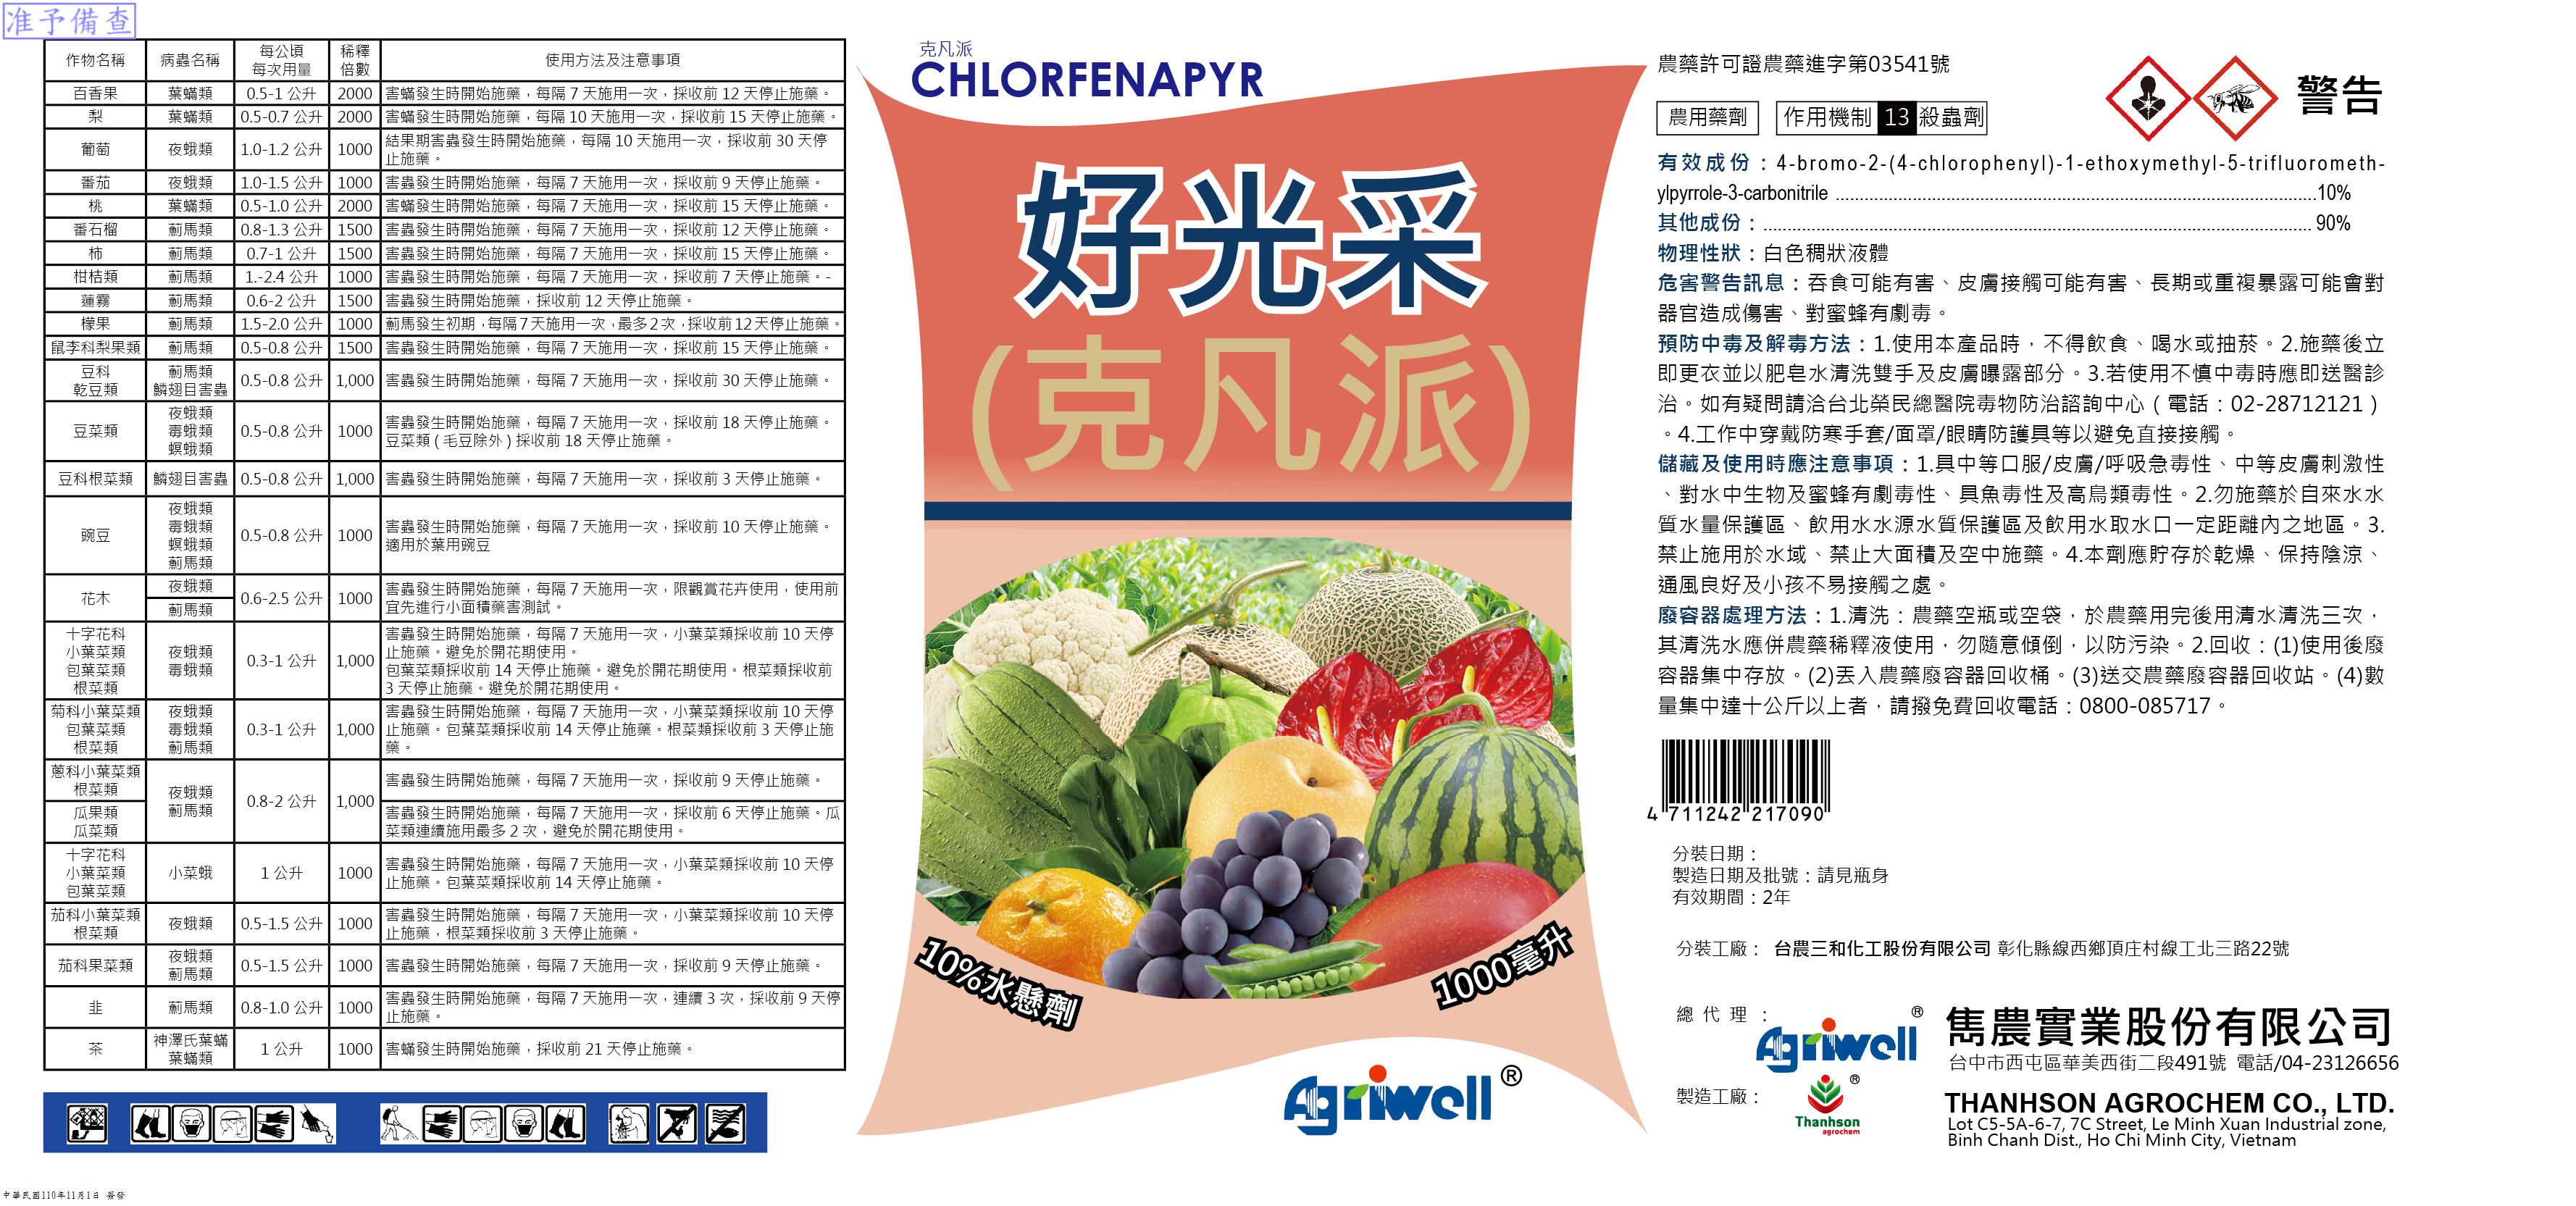 准予備查
作物名稱 病蟲名稱 每公頃每次用量 稀釋倍數 使用方法及注意事項
百香果 葉蟎類 0.5-1 公升 2000 害蟎發生時開始施藥，每隔 7 天施用一次，採收前 12 天停止施藥。
梨 葉蟎類 0.5-0.7 公升 2000 害蟎發生時開始施藥，每隔 10 天施用一次，採收前 15 天停止施藥。
葡萄 夜蛾類 1.0-1.2 公升 1000 結果期害蟲發生時開始施藥，每隔 10 天施用一次，採收前 30 天停
止施藥。
番茄 夜蛾類 1.0-1.5 公升 1000 害蟲發生時開始施藥，每隔 7 天施用一次，採收前 9 天停止施藥。
桃 葉蟎類 0.5-1.0 公升 2000 害蟎發生時開始施藥，每隔 7 天施用一次，採收前 15 天停止施藥。
番石榴 薊馬類 0.8-1.3 公升 1500 害蟲發生時開始施藥，每隔 7 天施用一次，採收前 12 天停止施藥。
柿 薊馬類 0.7-1 公升 1500 害蟲發生時開始施藥，每隔 7 天施用一次，採收前 15 天停止施藥。
柑桔類 薊馬類 1.-2.4 公升 1000 害蟲發生時開始施藥，每隔 7 天施用一次，採收前 7 天停止施藥。-
蓮霧 薊馬類 0.6-2 公升 1500 害蟲發生時開始施藥，採收前 12 天停止施藥。
檬果 薊馬類 1.5-2.0 公升 1000 薊馬發生初期，每隔7天施用一次，最多2次，採收前12天停止施藥。
鼠李科梨果類 薊馬類 0.5-0.8 公升 1500 害蟲發生時開始施藥，每隔 7 天施用一次，採收前 15 天停止施藥。
豆科
乾豆類
薊馬類
鱗翅目害蟲
0.5-0.8 公升 1,000 害蟲發生時開始施藥，每隔 7 天施用一次，採收前 30 天停止施藥。
豆菜類
夜蛾類
毒蛾類
螟蛾類
0.5-0.8 公升 1000 害蟲發生時開始施藥，每隔 7 天施用一次，採收前 18 天停止施藥。
豆菜類 ( 毛豆除外 ) 採收前 18 天停止施藥。
豆科根菜類 鱗翅目害蟲 0.5-0.8 公升 1,000 害蟲發生時開始施藥，每隔 7 天施用一次，採收前 3 天停止施藥。
豌豆
夜蛾類
毒蛾類
螟蛾類
薊馬類
0.5-0.8 公升 1000 害蟲發生時開始施藥，每隔 7 天施用一次，採收前 10 天停止施藥。
適用於葉用豌豆
花木
夜蛾類
薊馬類
0.6-2.5 公升 1000 害蟲發生時開始施藥，每隔 7 天施用一次，限觀賞花卉使用，使用前
宜先進行小面積藥害測試。
十字花科
小葉菜類
包葉菜類
根菜類
夜蛾類
毒蛾類
0.3-1 公升 1,000 害蟲發生時開始施藥，每隔 7 天施用一次，小葉菜類採收前 10 天停
止施藥。避免於開花期使用。
包葉菜類採收前 14 天停止施藥。避免於開花期使用。根菜類採收前
3 天停止施藥。避免於開花期使用。
菊科小葉菜類
包葉菜類
根菜類
夜蛾類
毒蛾類
薊馬類
0.3-1 公升 1,000 害蟲發生時開始施藥，每隔 7 天施用一次，小葉菜類採收前 10 天停
止施藥。包葉菜類採收前 14 天停止施藥。根菜類採收前 3 天停止施
藥。
蔥科小葉菜類
根菜類
夜蛾類
薊馬類
0.8-2 公升 1,000 害蟲發生時開始施藥，每隔 7 天施用一次，採收前 9 天停止施藥。
瓜果類
瓜菜類
害蟲發生時開始施藥，每隔 7 天施用一次，採收前 6 天停止施藥。瓜
菜類連續施用最多 2 次，避免於開花期使用。
十字花科
小葉菜類
包葉菜類
小菜蛾 1 公升 1000 害蟲發生時開始施藥，每隔 7 天施用一次，小葉菜類採收前 10 天停
止施藥。包葉菜類採收前 14 天停止施藥。
茄科小葉菜類
根菜類
夜蛾類 0.5-1.5 公升 1000 害蟲發生時開始施藥，每隔 7 天施用一次，小葉菜類採收前 10 天停
止施藥，根菜類採收前 3 天停止施藥。
茄科果菜類
夜蛾類
薊馬類
0.5-1.5 公升 1000 害蟲發生時開始施藥，每隔 7 天施用一次，採收前 9 天停止施藥。
韭 薊馬類 0.8-1.0 公升 1000 害蟲發生時開始施藥，每隔 7 天施用一次，連續 3 次，採收前 9 天停
止施藥。
茶
神澤氏葉蟎
葉蟎類
1 公升 1000 害蟎發生時開始施藥，採收前 21 天停止施藥。
中華民國110年11月1日 簽發
克凡派
CHLORFENAPYR
好光采
(克凡派)
10%水懸劑
1000毫升
Agriwell ®
農藥許可證農藥進字第03541號
農用藥劑 作用機制 13 殺蟲劑
警告
有效成份：4-bromo-2-(4-chlorophenyl)-1-ethoxymethyl-5-trifluorometh-
ylpyrrole-3-carbonitrile ........10%
其他成份：........ 90%
物理性狀：白色稠狀液體
危害警告訊息：吞食可能有害、皮膚接觸可能有害、長期或重複暴露可能會對
器官造成傷害、對蜜蜂有劇毒。
預防中毒及解毒方法：1.使用本產品時，不得飲食、喝水或抽菸。2.施藥後立
即更衣並以肥皂水清洗雙手及皮膚曝露部分。3.若使用不慎中毒時應即送醫診
治。如有疑問請洽台北榮民總醫院毒物防治諮詢中心（電話：02-28712121）
。4.工作中穿戴防寒手套/面罩/眼睛防護具等以避免直接接觸。
儲藏及使用時應注意事項：1.具中等口服/皮膚/呼吸急毒性、中等皮膚刺激性
、對水中生物及蜜蜂有劇毒性、具魚毒性及高鳥類毒性。2.勿施藥於自來水水
質水量保護區、飲用水水源水質保護區及飲用水取水口一定距離內之地區。3.
禁止施用於水域、禁止大面積及空中施藥。4.本劑應貯存於乾燥、保持陰涼、
通風良好及小孩不易接觸之處。
廢容器處理方法：1.清洗：農藥空瓶或空袋，於農藥用完後用清水清洗三次，
其清洗水應併農藥稀釋液使用，勿隨意傾倒，以防污染。2.回收：(1)使用後廢
容器集中存放。(2)丟入農藥廢容器回收桶。(3)送交農藥廢容器回收站。(4)數
量集中達十公斤以上者，請撥免費回收電話：0800-085717。
4 711242 217090
分裝日期：
製造日期及批號：請見瓶身
有效期間：2年
分裝工廠： 台農三和化工股份有限公司 彰化縣線西鄉頂庄村線工北三路22號
總代理： Agriwell ® 雋農實業股份有限公司
台中市西屯區華美西街二段491號 電話/04-23126656
製造工廠： Thanhson agrochem ® THANHSON AGROCHEM CO., LTD.
Lot C5-5A-6-7, 7C Street, Le Minh Xuan Industrial zone,
Binh Chanh Dist., Ho Chi Minh City, Vietnam